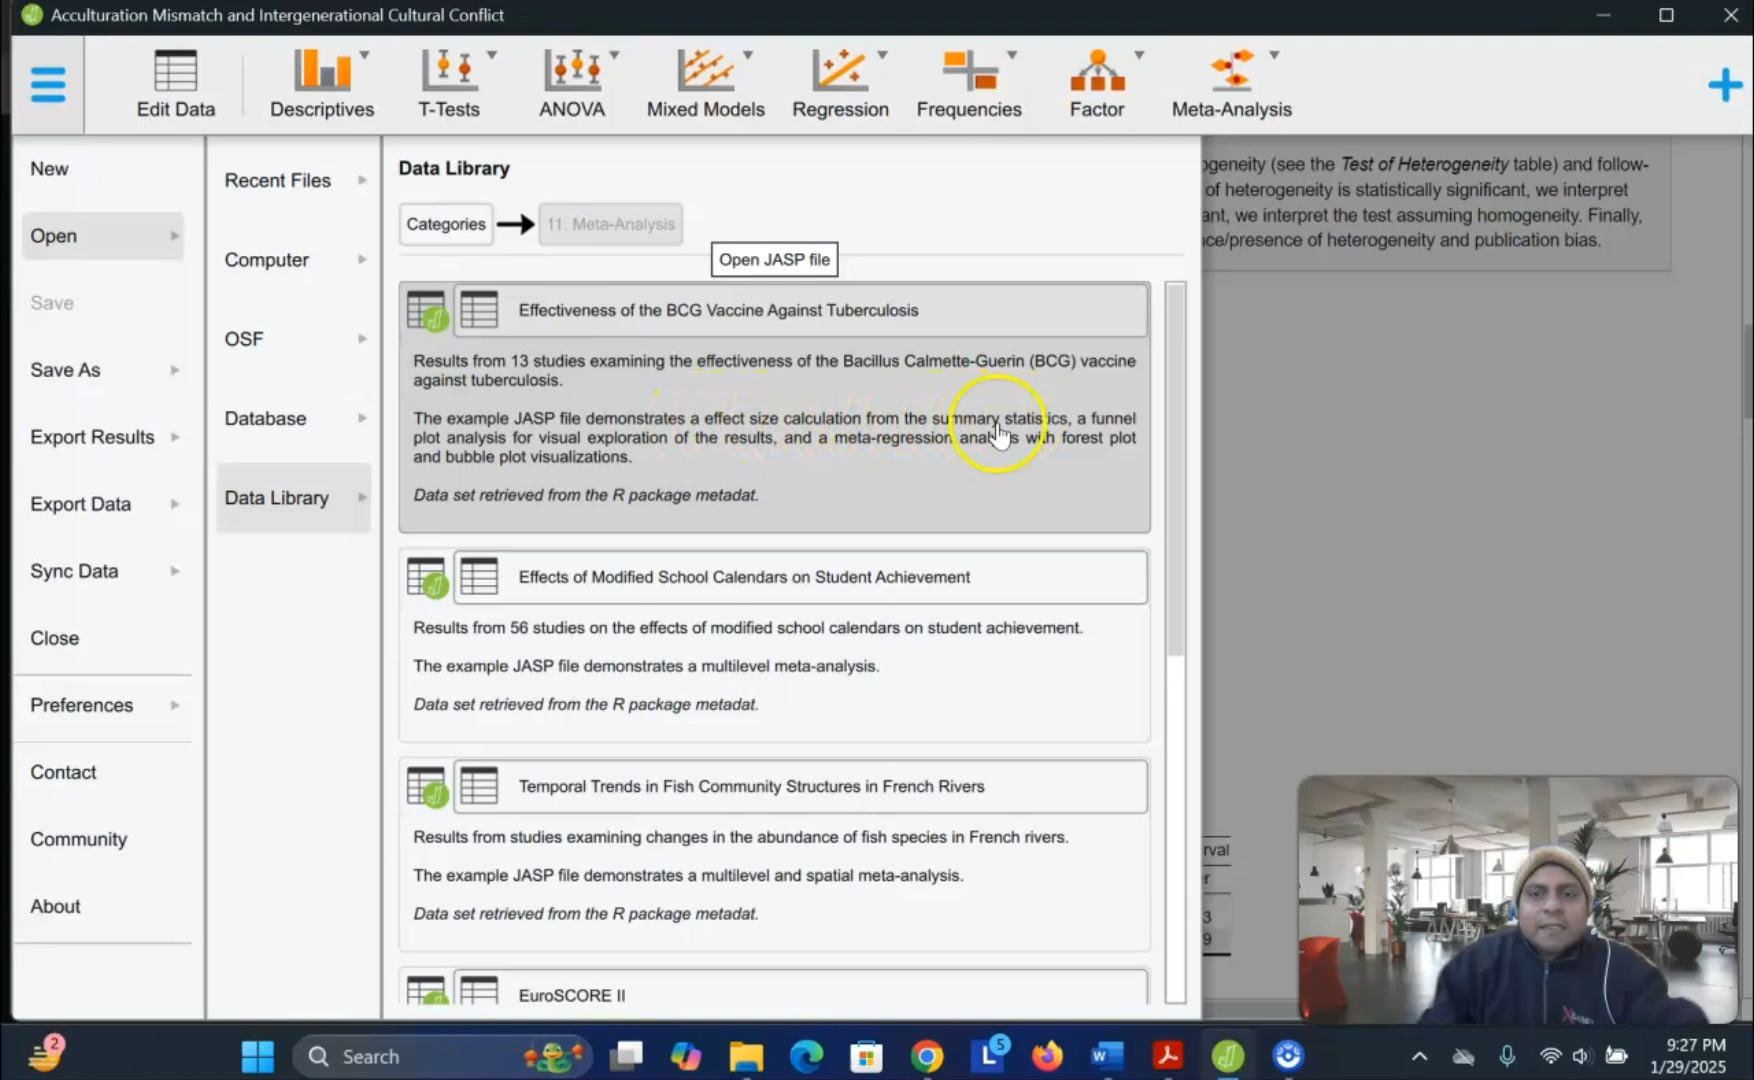 Acculturation Mismatch and Intergenerational Cultural Conflict
Edit Data
Descriptives
T-Tests
ANOVA
Mixed Models
Regression
Frequencies
Factor
Meta-Analysis
New
Open
Save
Save As
Export Results
Export Data
Sync Data
Close
Preferences
Contact
Community
About
Recent Files
Computer
OSF
Database
Data Library
Data Library
Categories
11. Meta-Analysis
Open JASP file
Effectiveness of the BCG Vaccine Against Tuberculosis
Results from 13 studies examining the effectiveness of the Bacillus Calmette-Guerin (BCG) vaccine
against tuberculosis.
The example JASP file demonstrates a effect size calculation from the summary statistics, a funnel
plot analysis for visual exploration of the results, and a meta-regression analysis with forest plot
and bubble plot visualizations.
Data set retrieved from the R package metadat.
Effects of Modified School Calendars on Student Achievement
Results from 56 studies on the effects of modified school calendars on student achievement.
The example JASP file demonstrates a multilevel meta-analysis.
Data set retrieved from the R package metadat.
Temporal Trends in Fish Community Structures in French Rivers
Results from studies examining changes in the abundance of fish species in French rivers.
The example JASP file demonstrates a multilevel and spatial meta-analysis.
Data set retrieved from the R package metadat.
EuroSCORE II
ogeneity (see the Test of Heterogeneity table) and follow-
of heterogeneity is statistically significant, we interpret
ant, we interpret the test assuming homogeneity. Finally,
nce/presence of heterogeneity and publication bias.
rval
r
3
9
2
Search
5
9:27 PM
1/29/2025